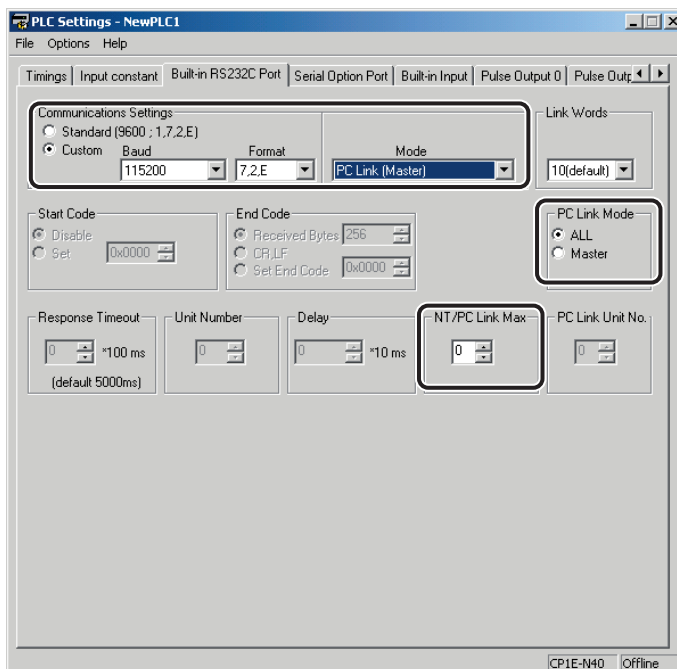 PLC Settings - NewPLC1
File Options Help
Timings Input constant Built-in RS232C Port Serial Option Port Built-in Input Pulse Output 0 Pulse Outp
Communications Settings
Link Words
Standard (9600 ; 1,7,2,E)
Custom Baud Format Mode
115200 7,2,E PC Link (Master) 10(default)
Start Code End Code PC Link Mode
Disable Received Bytes 256 ALL
Set 0x0000 CR,LF Master
Set End Code 0x0000
Response Timeout Unit Number Delay NT/PC Link Max PC Link Unit No.
0 *100 ms 0 0 *10 ms 0 0
(default 5000ms)
CP1E-N40 Offline